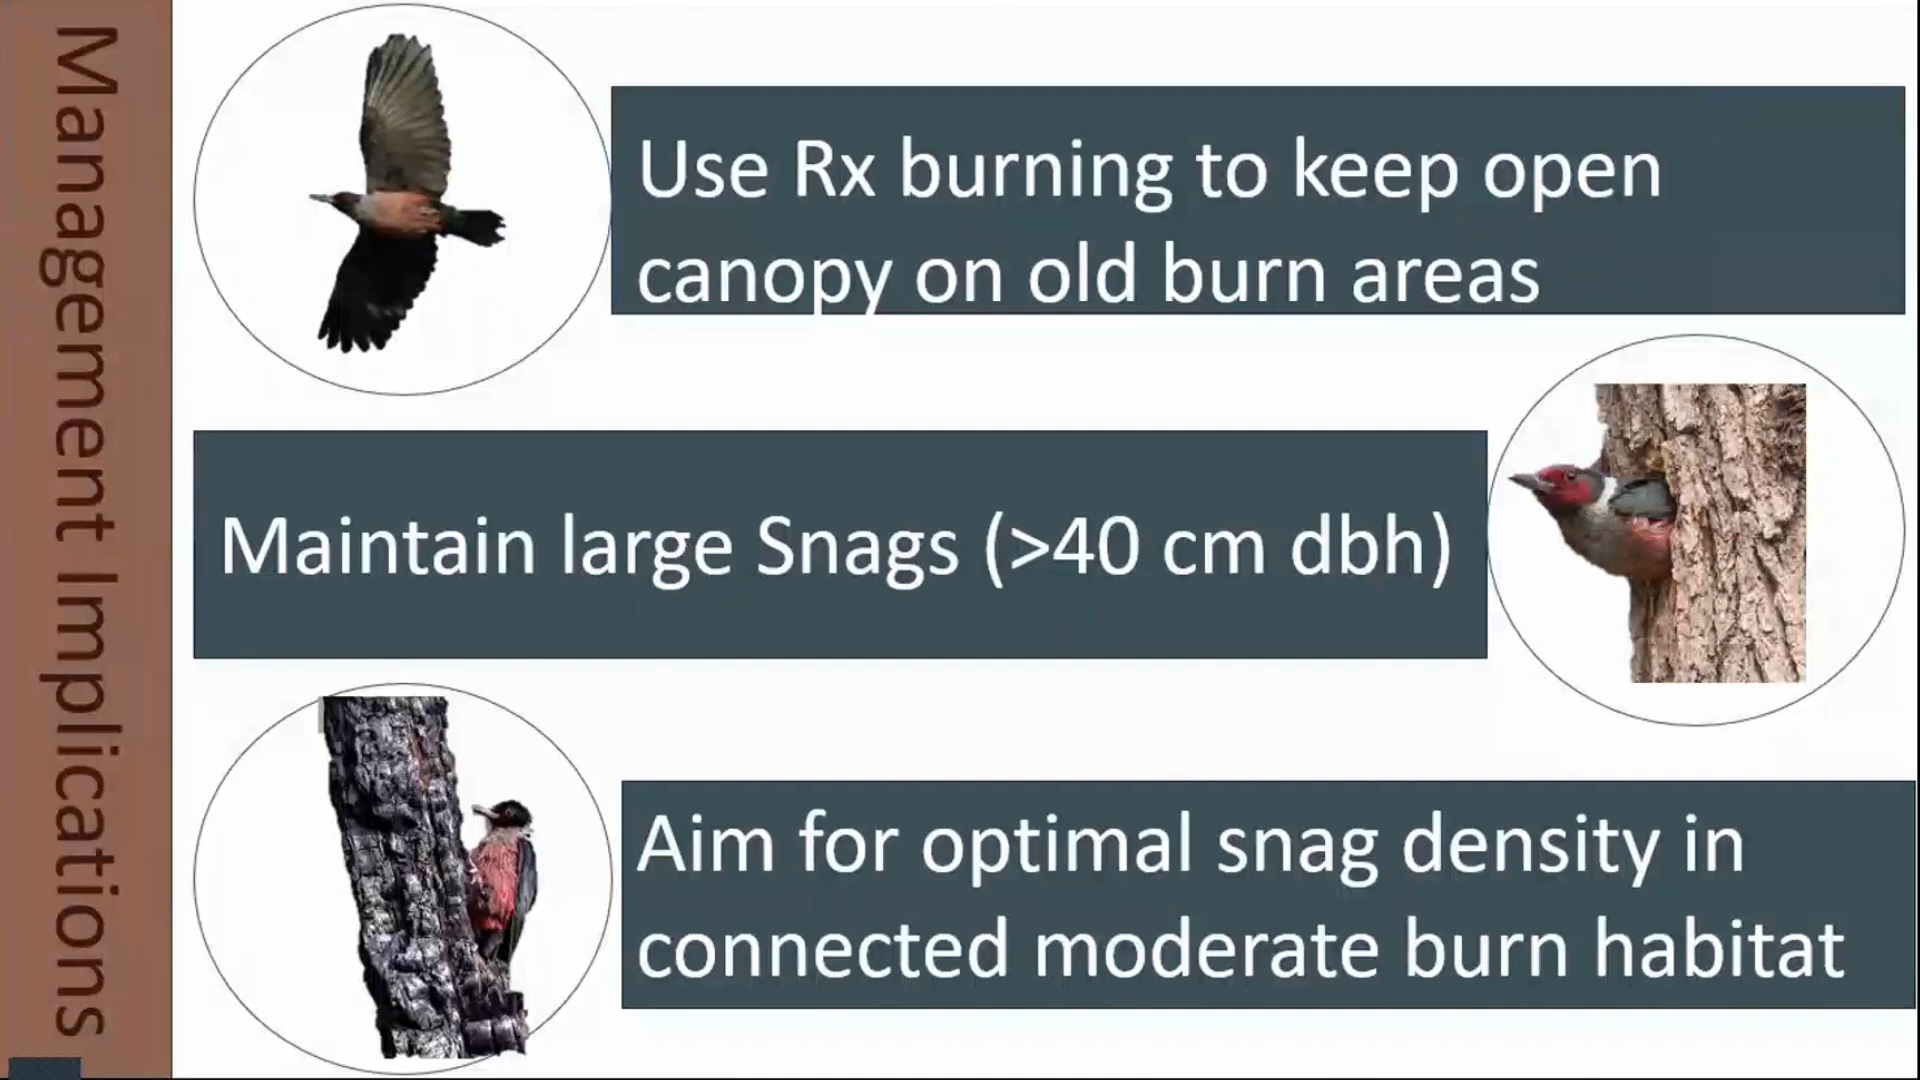 Management Implications
Use Rx burning to keep open
canopy on old burn areas
Maintain large Snags (>40 cm dbh)
Aim for optimal snag density in
connected moderate burn habitat